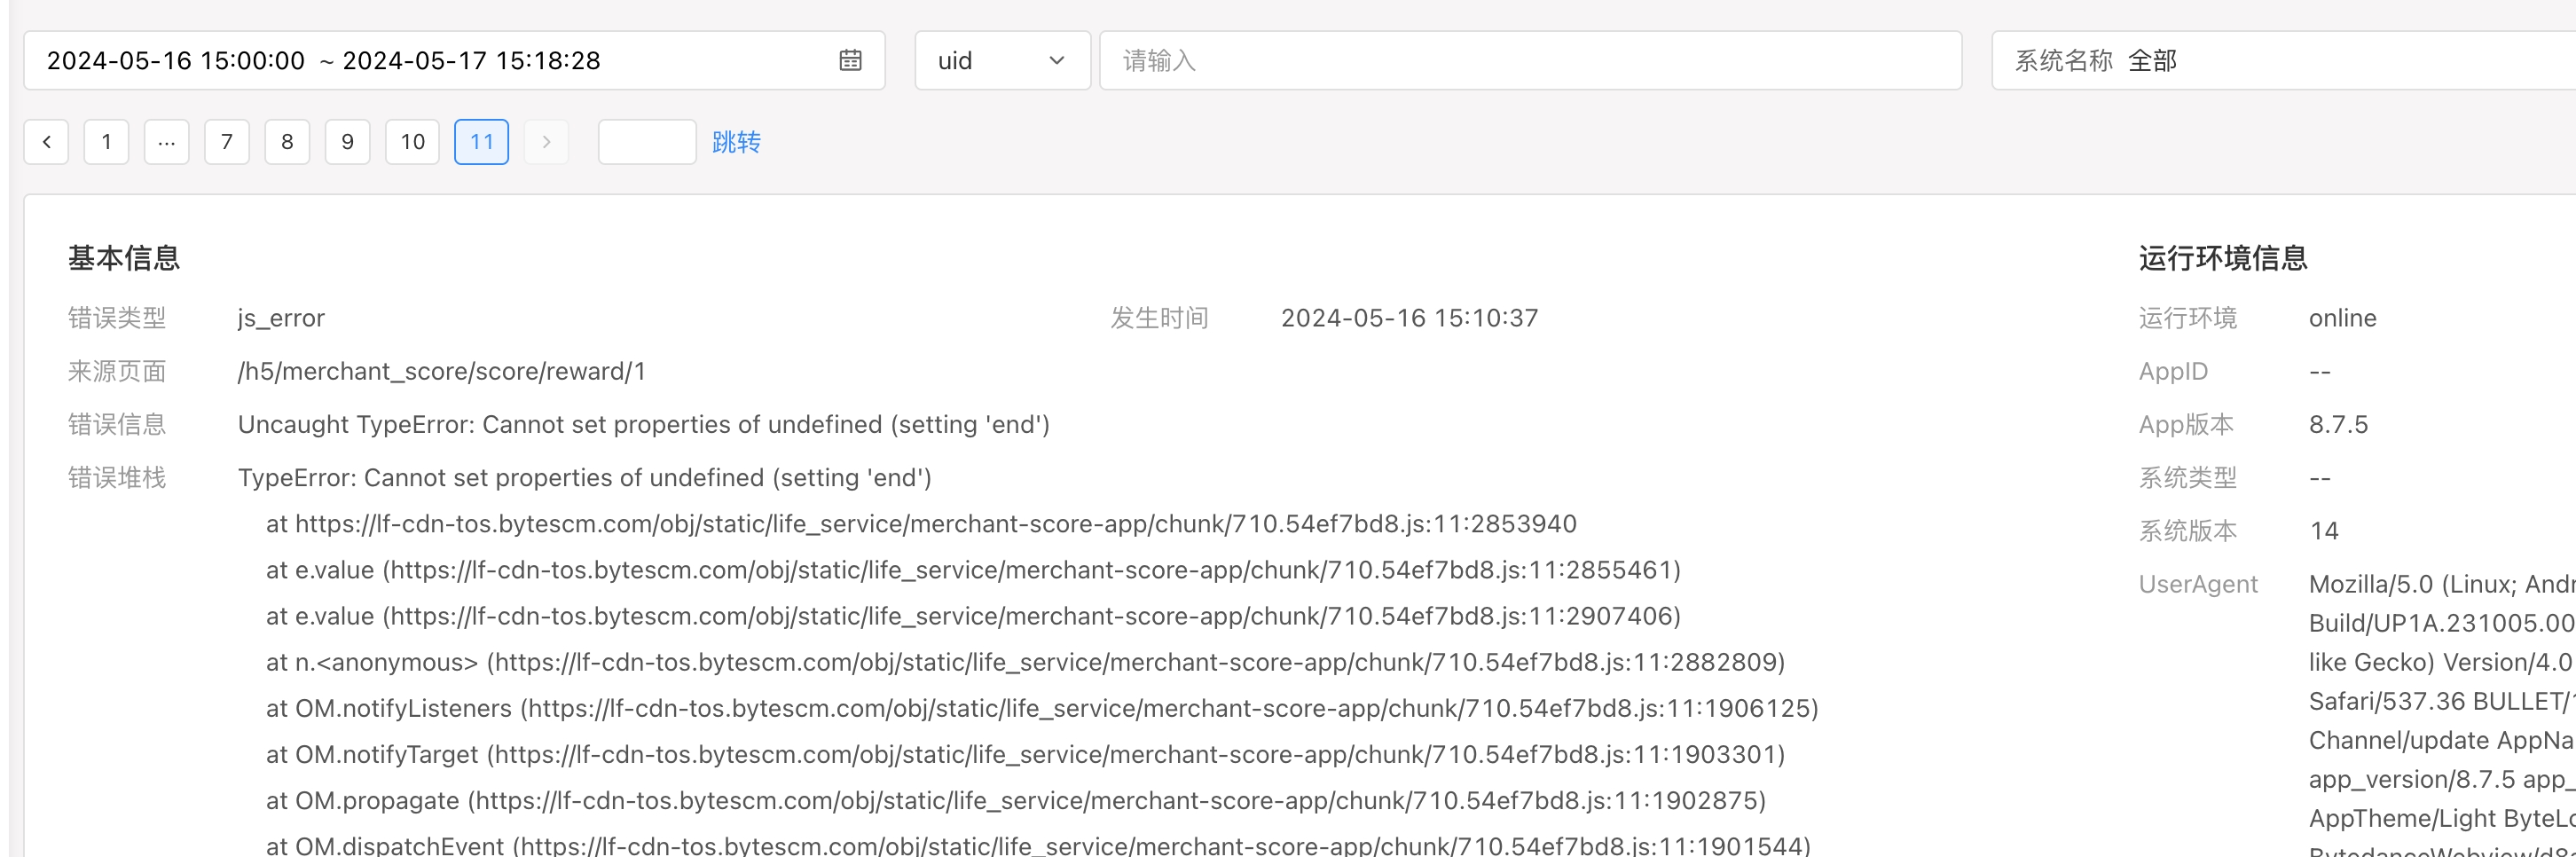 2024-05-16 15:00:00 ~ 2024-05-17 15:18:28 uid 请输入 系统名称 全部
1 ... 7 8 9 10 11 跳转
基本信息
错误类型 js_error 发生时间 2024-05-16 15:10:37
来源页面 /h5/merchant_score/score/reward/1
错误信息 Uncaught TypeError: Cannot set properties of undefined (setting 'end')
错误堆栈 TypeError: Cannot set properties of undefined (setting 'end')
at https://lf-cdn-tos.bytescm.com/obj/static/life_service/merchant-score-app/chunk/710.54ef7bd8.js:11:2853940
at e.value (https://lf-cdn-tos.bytescm.com/obj/static/life_service/merchant-score-app/chunk/710.54ef7bd8.js:11:2855461)
at e.value (https://lf-cdn-tos.bytescm.com/obj/static/life_service/merchant-score-app/chunk/710.54ef7bd8.js:11:2907406)
at n.<anonymous> (https://lf-cdn-tos.bytescm.com/obj/static/life_service/merchant-score-app/chunk/710.54ef7bd8.js:11:2882809)
at OM.notifyListeners (https://lf-cdn-tos.bytescm.com/obj/static/life_service/merchant-score-app/chunk/710.54ef7bd8.js:11:1906125)
at OM.notifyTarget (https://lf-cdn-tos.bytescm.com/obj/static/life_service/merchant-score-app/chunk/710.54ef7bd8.js:11:1903301)
at OM.propagate (https://lf-cdn-tos.bytescm.com/obj/static/life_service/merchant-score-app/chunk/710.54ef7bd8.js:11:1902875)
at OM.dispatchEvent (https://lf-cdn-tos.bytescm.com/obj/static/life_service/merchant-score-app/chunk/710.54ef7bd8.js:11:1901544)
运行环境信息
运行环境 online
AppID --
App版本 8.7.5
系统类型 --
系统版本 14
UserAgent Mozilla/5.0 (Linux; Andr
Build/UP1A.231005.00
like Gecko) Version/4.0
Safari/537.36 BULLET/
Channel/update AppNa
app_version/8.7.5 app_
AppTheme/Light ByteLo